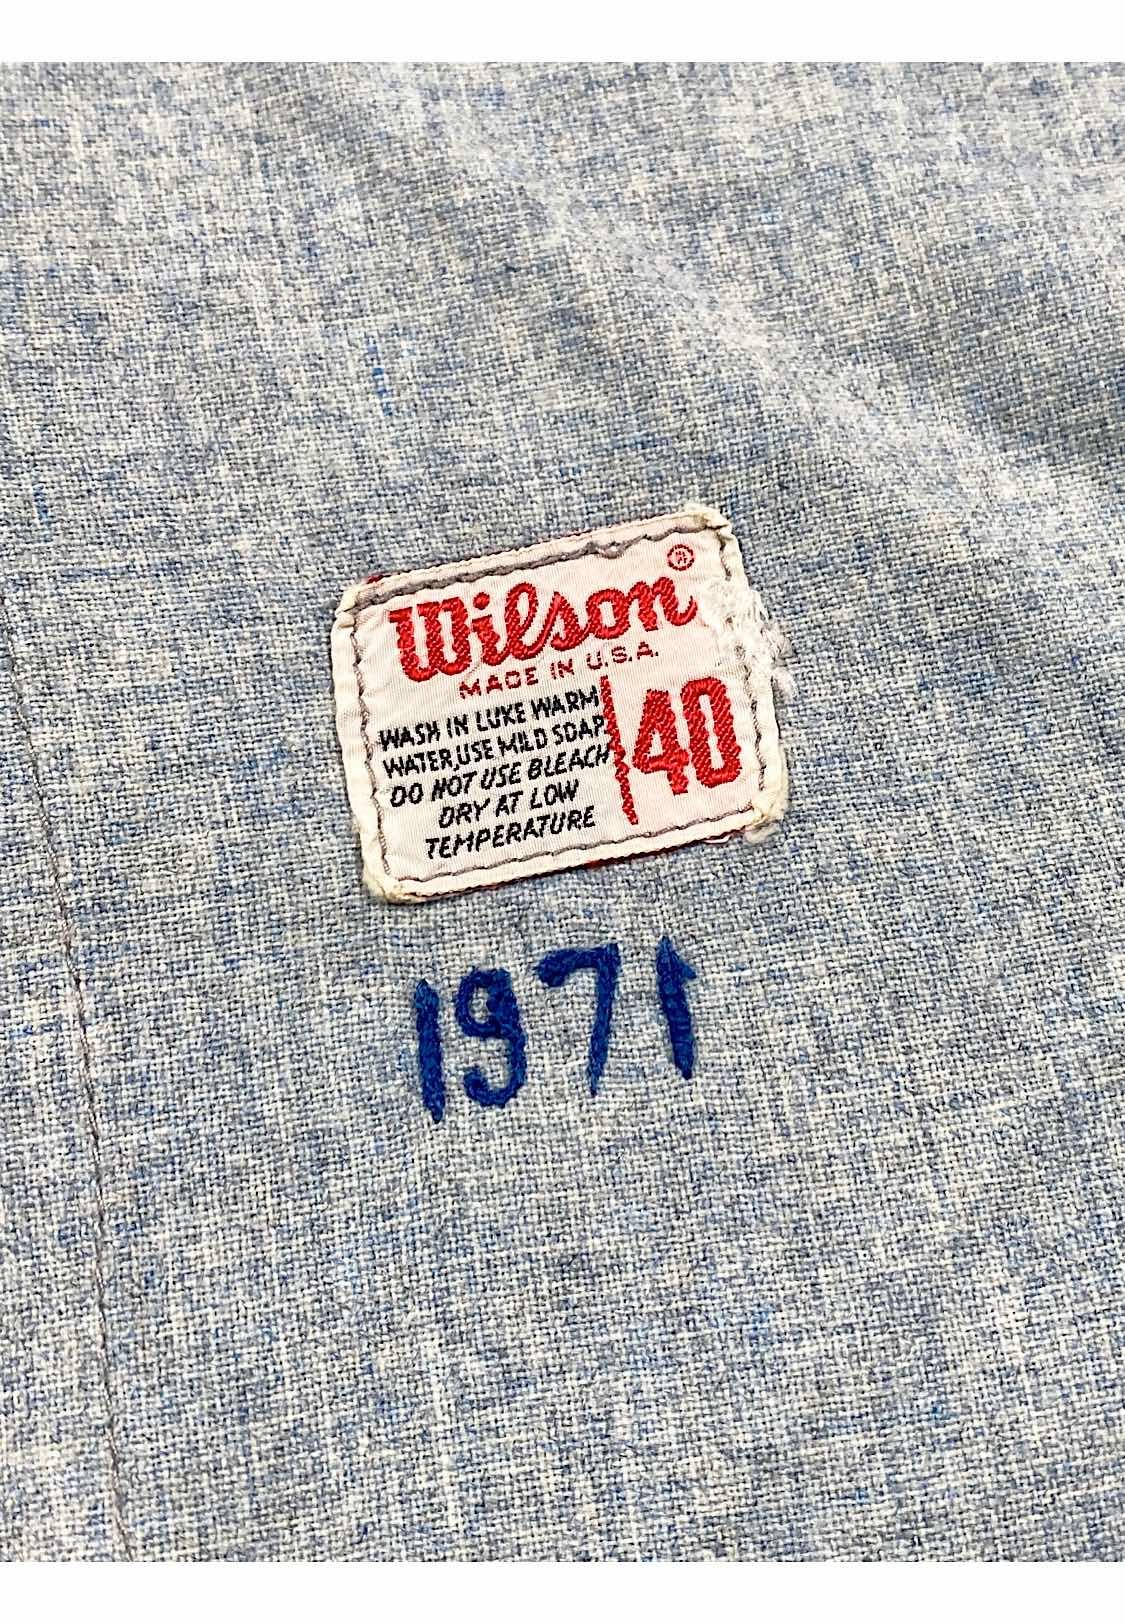 Wilson®
MADE IN U.S.A.
WASH IN LUKE WARM
WATER, USE MILD SOAP.
DO NOT USE BLEACH
DRY AT LOW
TEMPERATURE
40
1971